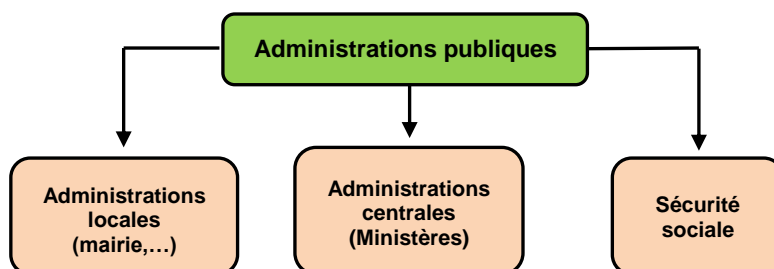 Administrations publiques
Administrations
locales
(mairie,…)
Administrations
centrales
(Ministères)
Sécurité
sociale